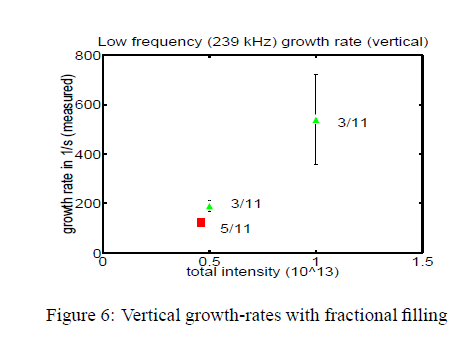 Low frequency (239 kHz) growth rate (vertical)
800
600
400
200
0
growth rate in 1/s (measured)
3/11
3/11
5/11
0 0.5 1 1.5
total intensity (10^13)
Figure 6: Vertical growth-rates with fractional filling